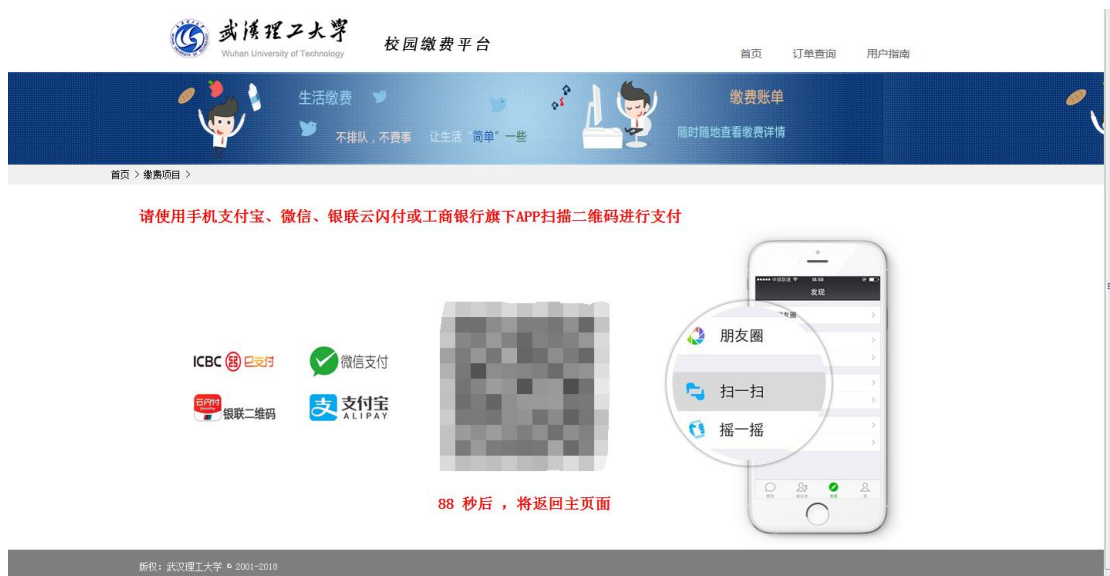 武汉理工大学
Wuhan University of Technology
校园缴费平台
首页 订单查询 用户指南
生活缴费
不排队，不费事 让生活“简单”一些
缴费账单
随时随地查看缴费详情
首页 > 缴费项目 >
请使用手机支付宝、微信、银联云闪付或工商银行旗下APP扫描二维码进行支付
发现
朋友圈
扫一扫
摇一摇
ICBC e支付
微信支付
云闪付
银联二维码
支付宝
ALIPAY
88 秒后 ，将返回主页面
版权：武汉理工大学 © 2001-2018